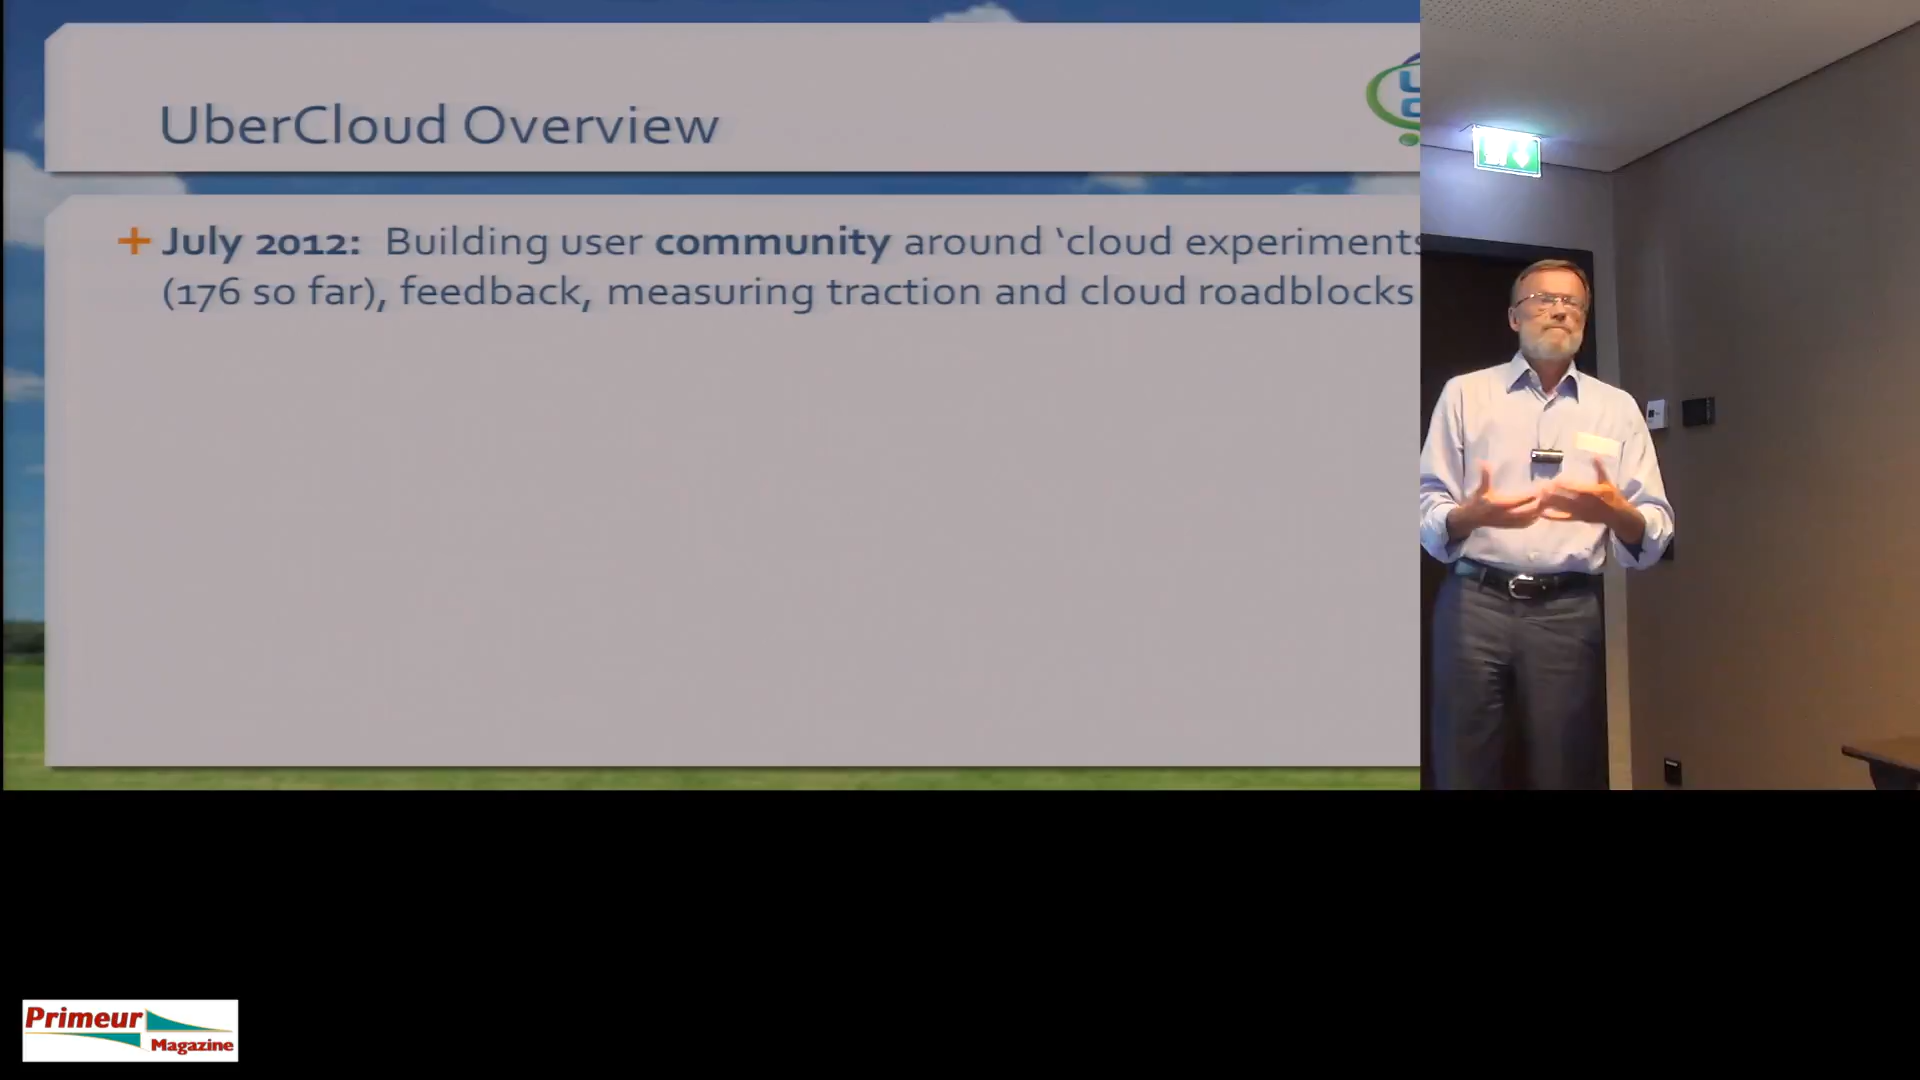 UberCloud Overview
+ July 2012: Building user community around ‘cloud experiments
(176 so far), feedback, measuring traction and cloud roadblocks
Primeur
Magazine